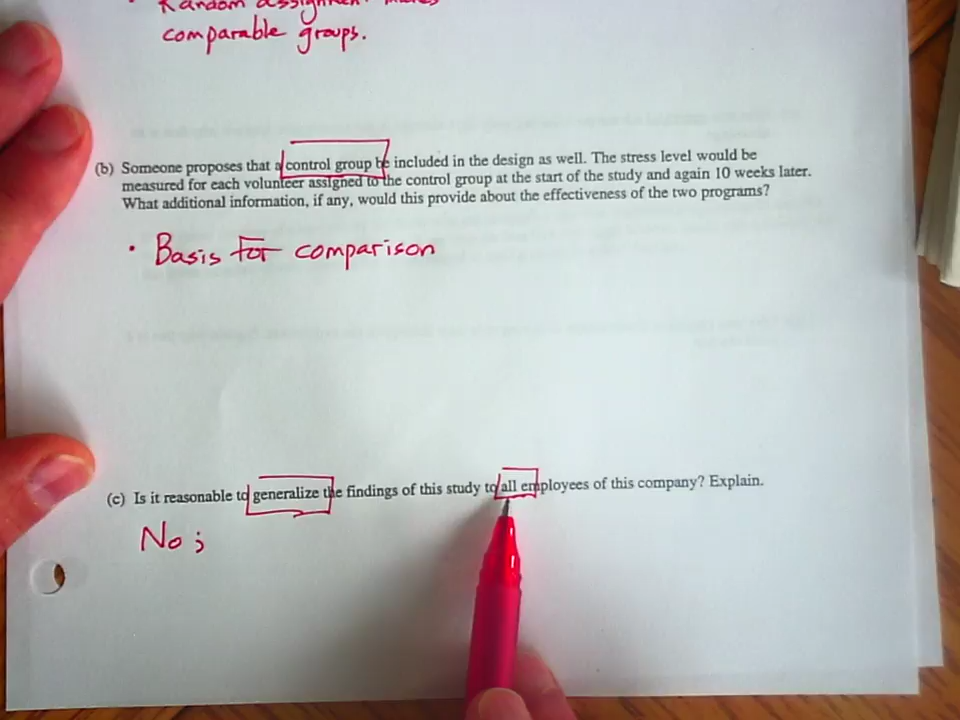 Random assignment makes
comparable groups.
(b) Someone proposes that a control group be included in the design as well. The stress level would be
measured for each volunteer assigned to the control group at the start of the study and again 10 weeks later.
What additional information, if any, would this provide about the effectiveness of the two programs?
• Basis for comparison
(c) Is it reasonable to generalize the findings of this study to all employees of this company? Explain.
No ;